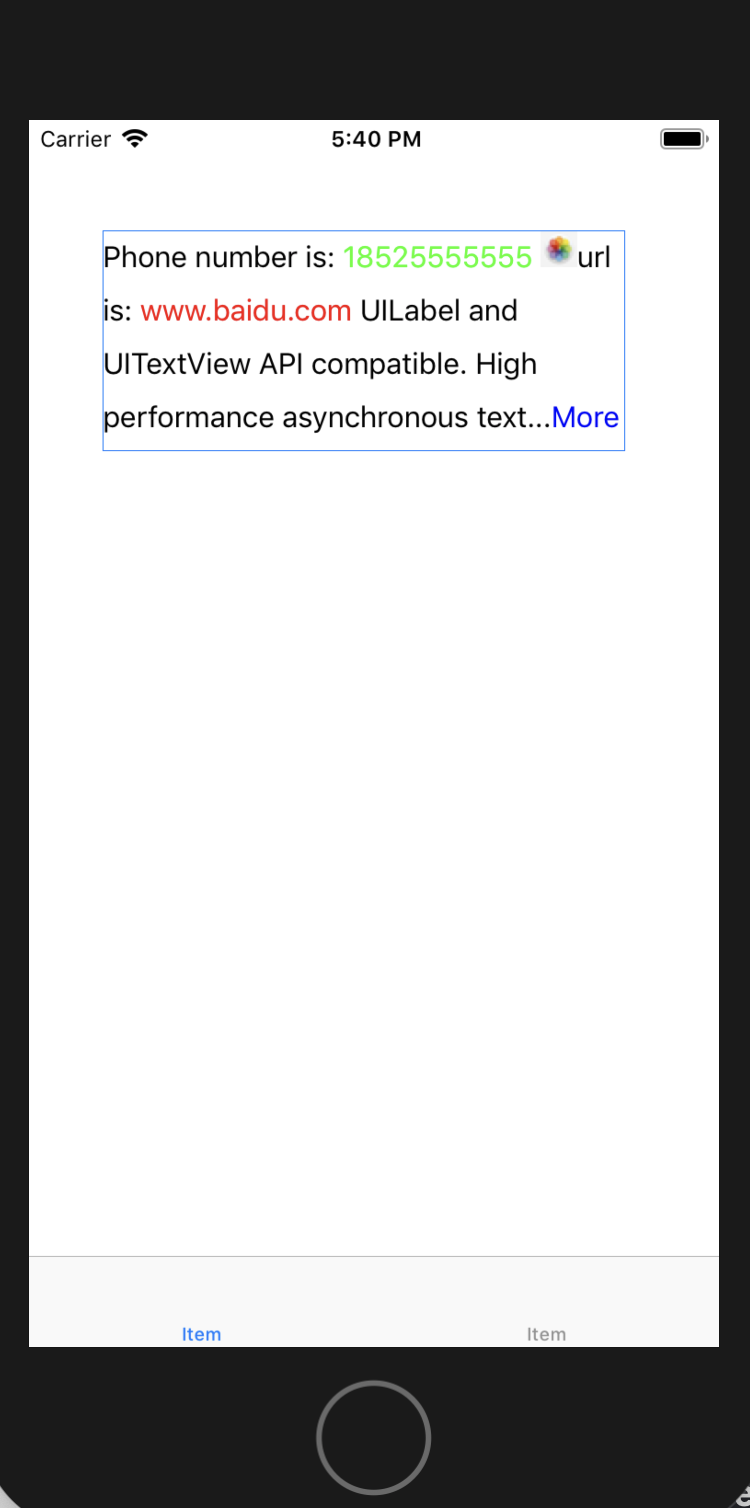 Carrier 5:40 PM
Phone number is: 18525555555 url
is: www.baidu.com UILabel and
UITextView API compatible. High
performance asynchronous text...More
Item Item